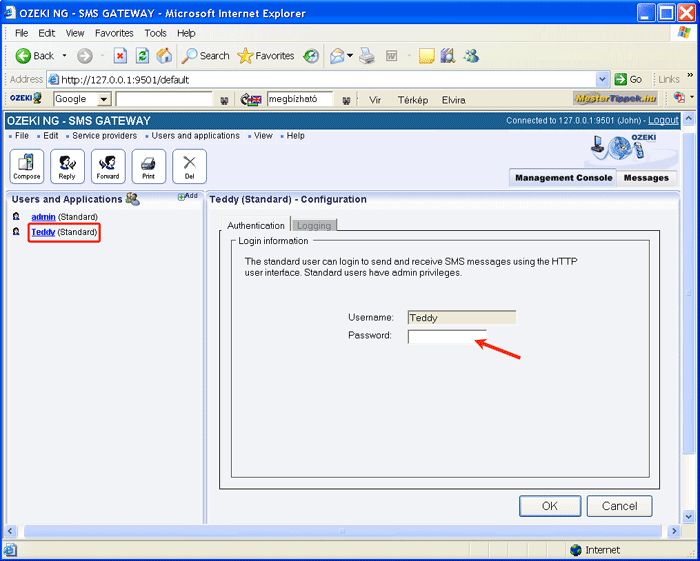 OZEKI NG - SMS GATEWAY - Microsoft Internet Explorer
File Edit View Favorites Tools Help
Back Search Favorites W
Address http://127.0.0.1:9501/default Go Links »
OZEKI Google megbízható Vir Térkép Elvira MasterTippek.hu »
OZEKI NG - SMS GATEWAY Connected to 127.0.0.1:9501 (John) - Logout
File Edit Service providers Users and applications View Help
OZEKI
Compose Reply Forward Print Del
Management Console Messages
Users and Applications Add
Teddy (Standard) - Configuration
admin (Standard)
Teddy (Standard)
Authentication Logging
Login information
The standard user can login to send and receive SMS messages using the HTTP
user interface. Standard users have admin privileges.
Username: Teddy
Password:
OK Cancel
Internet